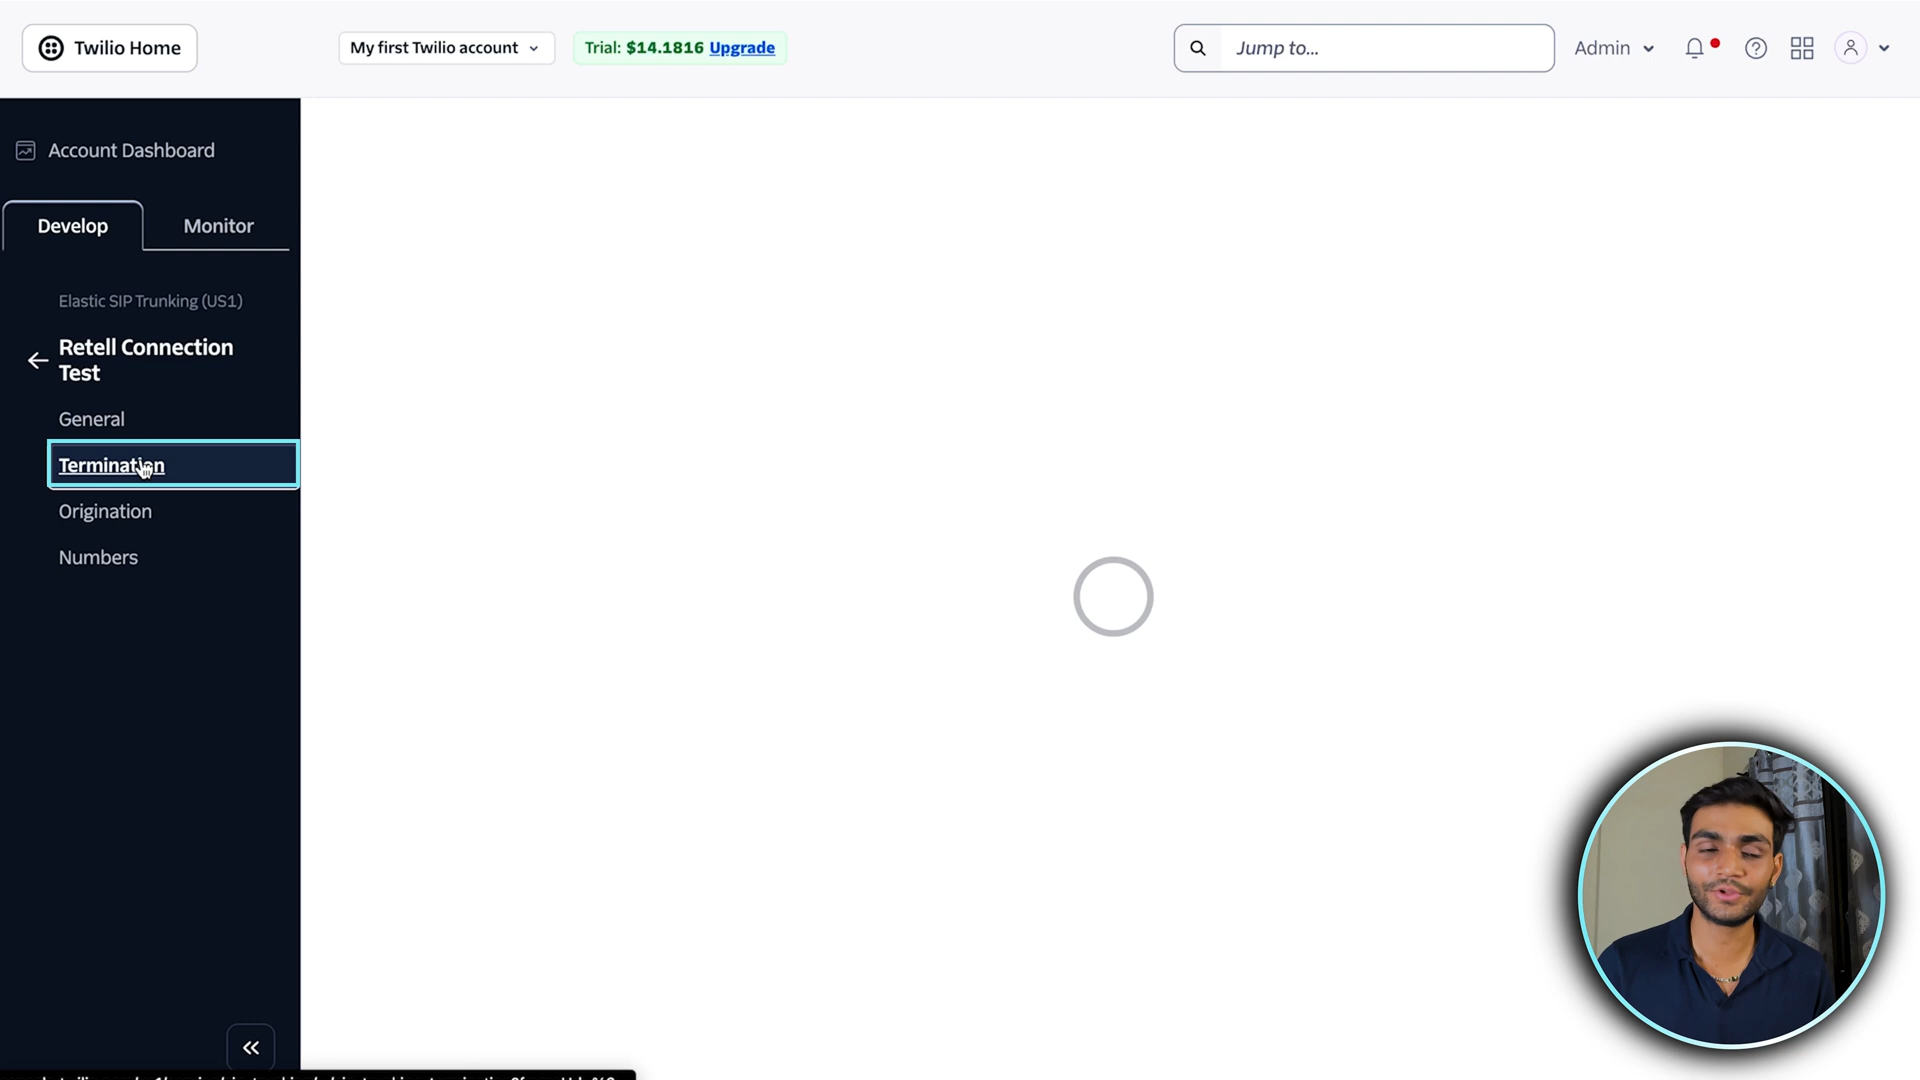 Twilio Home
My first Twilio account
Trial: $14.1816 Upgrade
Jump to...
Admin
Account Dashboard
Develop
Monitor
Elastic SIP Trunking (US1)
Retell Connection
Test
General
Termination
Origination
Numbers